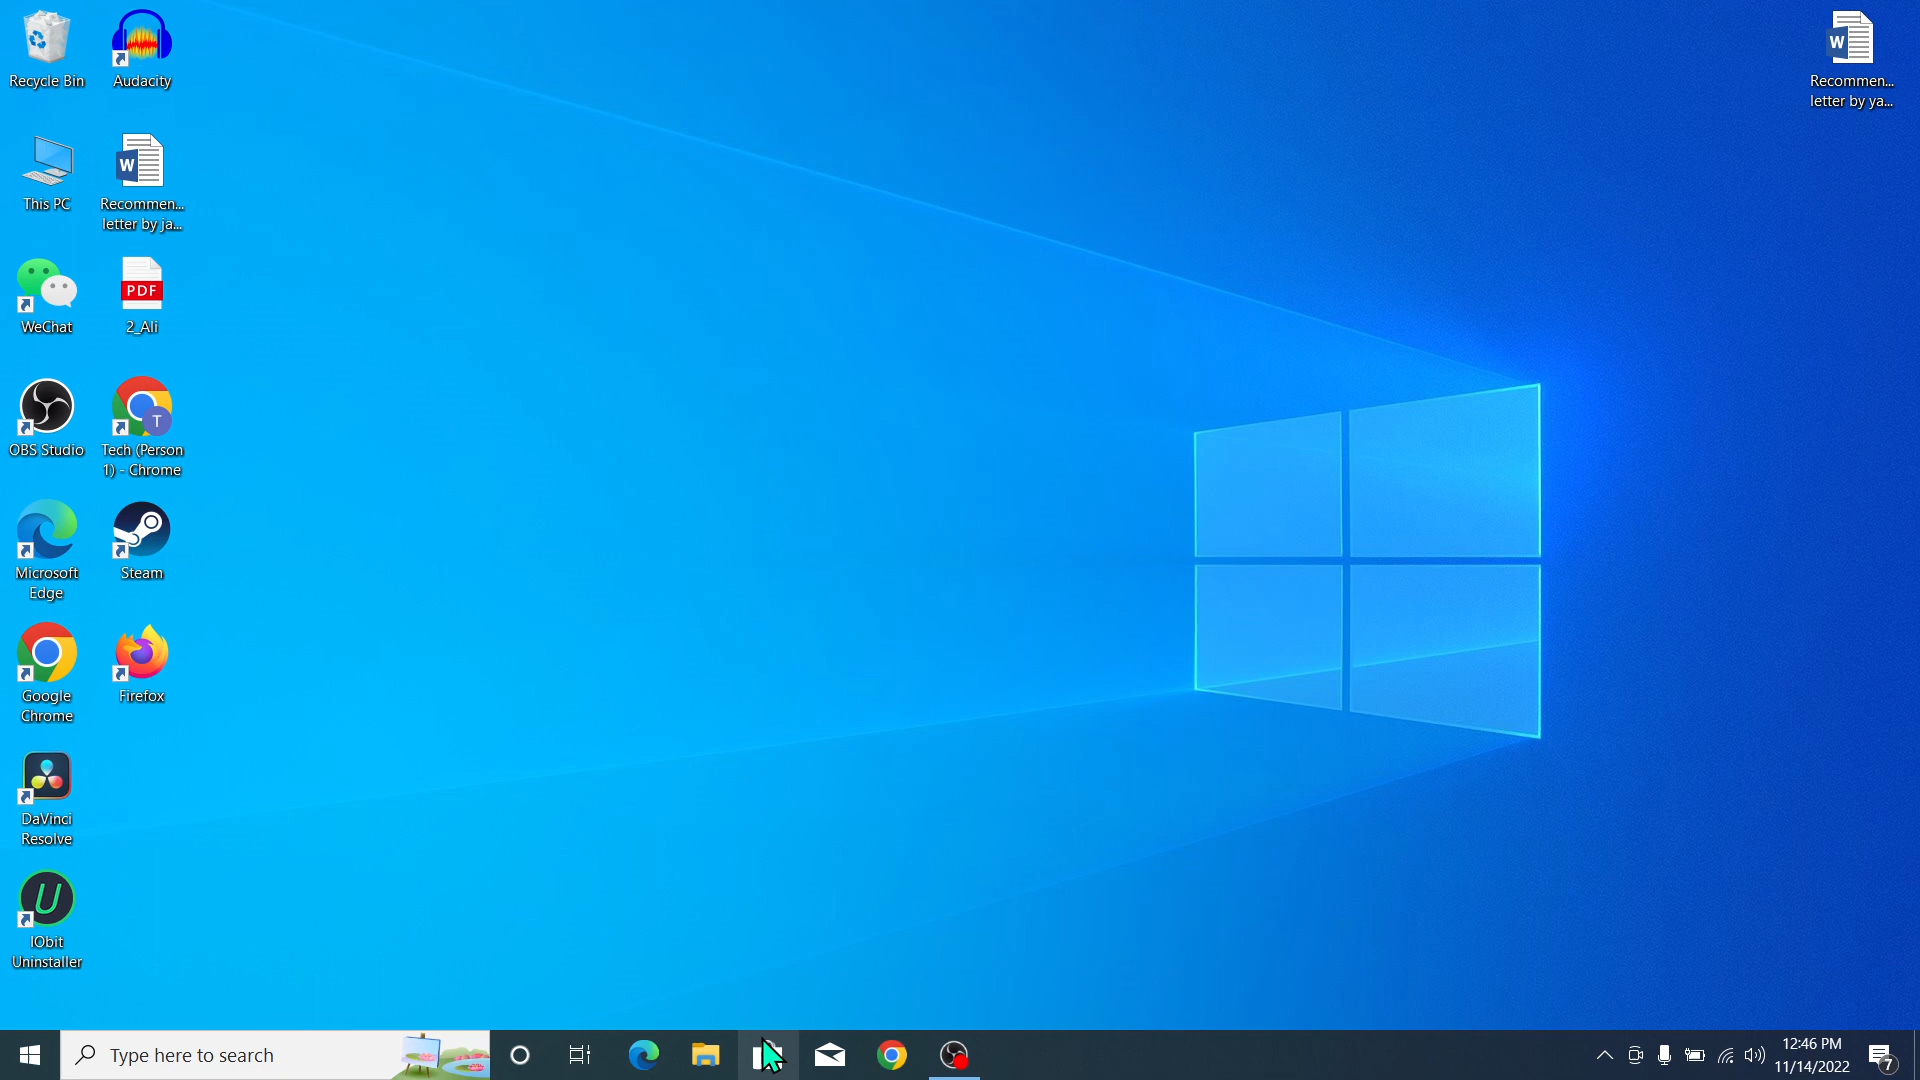 Recycle Bin
Audacity
Recommen...
letter by ya...
This PC
W
Recommen...
letter by ja...
WeChat
PDF
2_Ali
OBS Studio
T
Tech (Person
1) - Chrome
Microsoft
Edge
Steam
Google
Chrome
Firefox
DaVinci
Resolve
U
IObit
Uninstaller
W
Type here to search
12:46 PM
11/14/2022
7